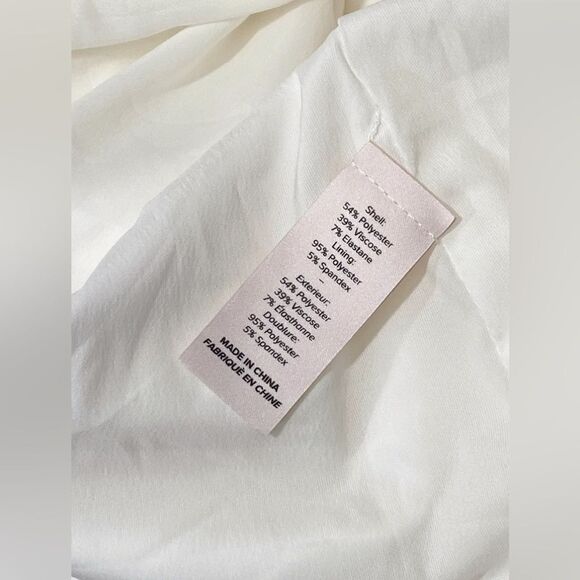 Shell:
54% Polyester
39% Viscose
7% Elastane
Lining:
95% Polyester
5% Spandex
–
Exterieur:
54% Polyester
39% Viscose
7% Élasthanne
Doublure:
95% Polyester
5% Spandex
MADE IN CHINA
FABRIQUÉ EN CHINE